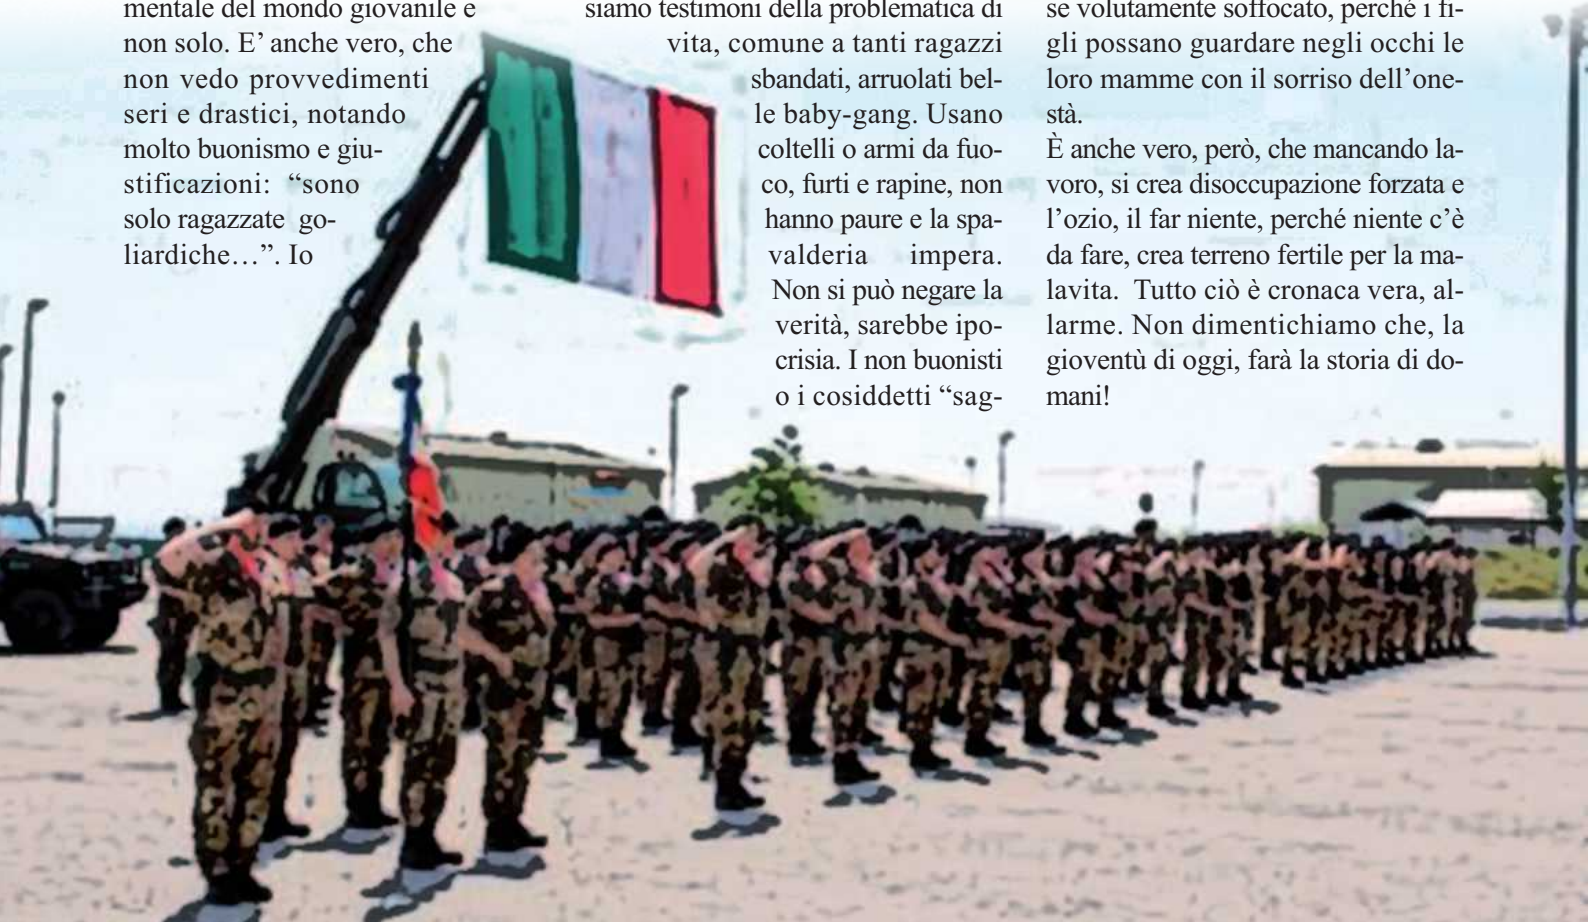 mentale del mondo giovanile e
non solo. E’ anche vero, che
non vedo provvedimenti
seri e drastici, notando
molto buonismo e giu-
stificazioni: “sono
solo ragazzate go-
liardiche…”. Io
siamo testimoni della problematica di
vita, comune a tanti ragazzi
sbandati, arruolati bel-
le baby-gang. Usano
coltelli o armi da fuo-
co, furti e rapine, non
hanno paure e la spa-
valderia impera.
Non si può negare la
verità, sarebbe ipo-
crisia. I non buonisti
o i cosiddetti “sag-
se volutamente soffocato, perché i fi-
gli possano guardare negli occhi le
loro mamme con il sorriso dell’one-
stà.
È anche vero, però, che mancando la-
voro, si crea disoccupazione forzata e
l’ozio, il far niente, perché niente c’è
da fare, crea terreno fertile per la ma-
lavita. Tutto ciò è cronaca vera, al-
larme. Non dimentichiamo che, la
gioventù di oggi, farà la storia di do-
mani!